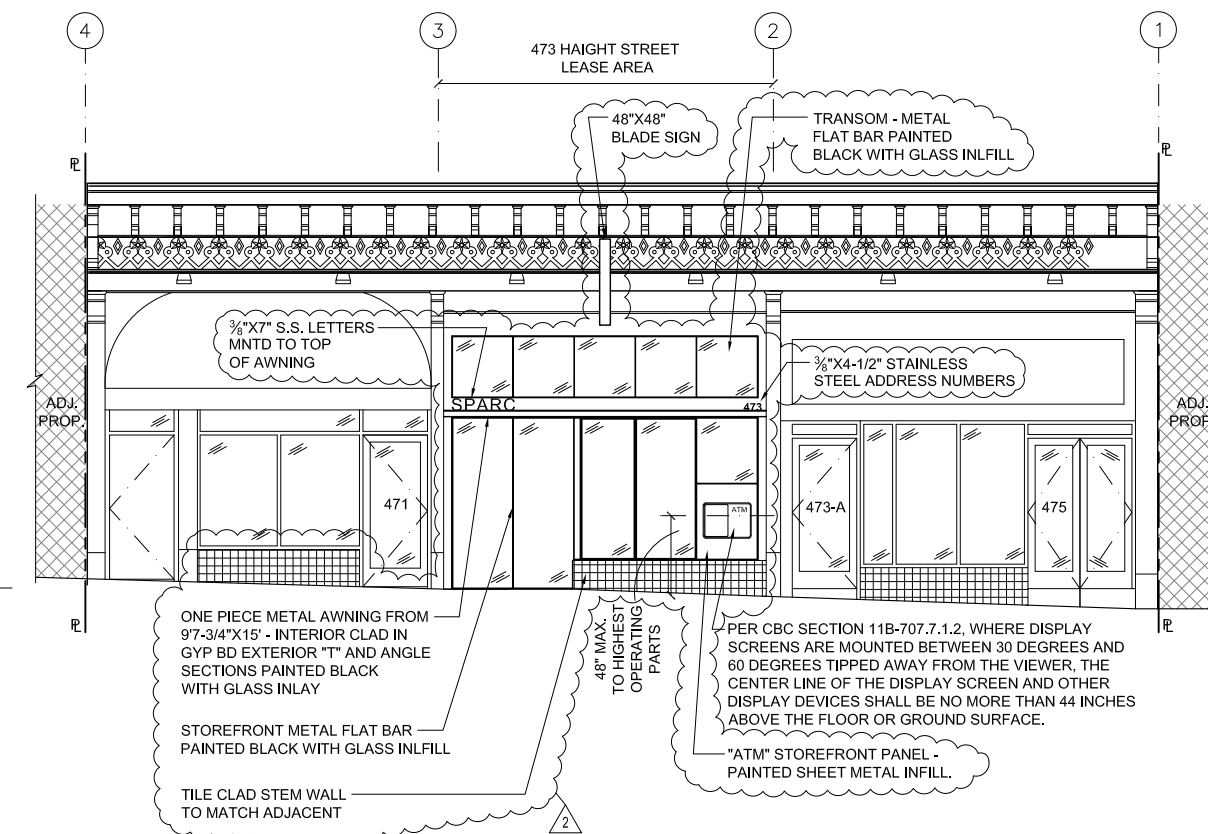 4
3
2
1
473 HAIGHT STREET
LEASE AREA
48"X48"
BLADE SIGN
TRANSOM - METAL
FLAT BAR PAINTED
BLACK WITH GLASS INLFILL
PL
PL
3/8"X7" S.S. LETTERS
MNTD TO TOP
OF AWNING
3/8"X4-1/2" STAINLESS
STEEL ADDRESS NUMBERS
ADJ.
PROP.
SPARC
473
ADJ.
PROP
471
ATM
473-A
475
ONE PIECE METAL AWNING FROM
9'7-3/4"X15' - INTERIOR CLAD IN
GYP BD EXTERIOR "T" AND ANGLE
SECTIONS PAINTED BLACK
WITH GLASS INLAY
STOREFRONT METAL FLAT BAR
PAINTED BLACK WITH GLASS INLFILL
TILE CLAD STEM WALL
TO MATCH ADJACENT
48" MAX.
TO HIGHEST
OPERATING
PARTS
PER CBC SECTION 11B-707.7.1.2, WHERE DISPLAY
SCREENS ARE MOUNTED BETWEEN 30 DEGREES AND
60 DEGREES TIPPED AWAY FROM THE VIEWER, THE
CENTER LINE OF THE DISPLAY SCREEN AND OTHER
DISPLAY DEVICES SHALL BE NO MORE THAN 44 INCHES
ABOVE THE FLOOR OR GROUND SURFACE.
"ATM" STOREFRONT PANEL -
PAINTED SHEET METAL INFILL.
PL
PL
2